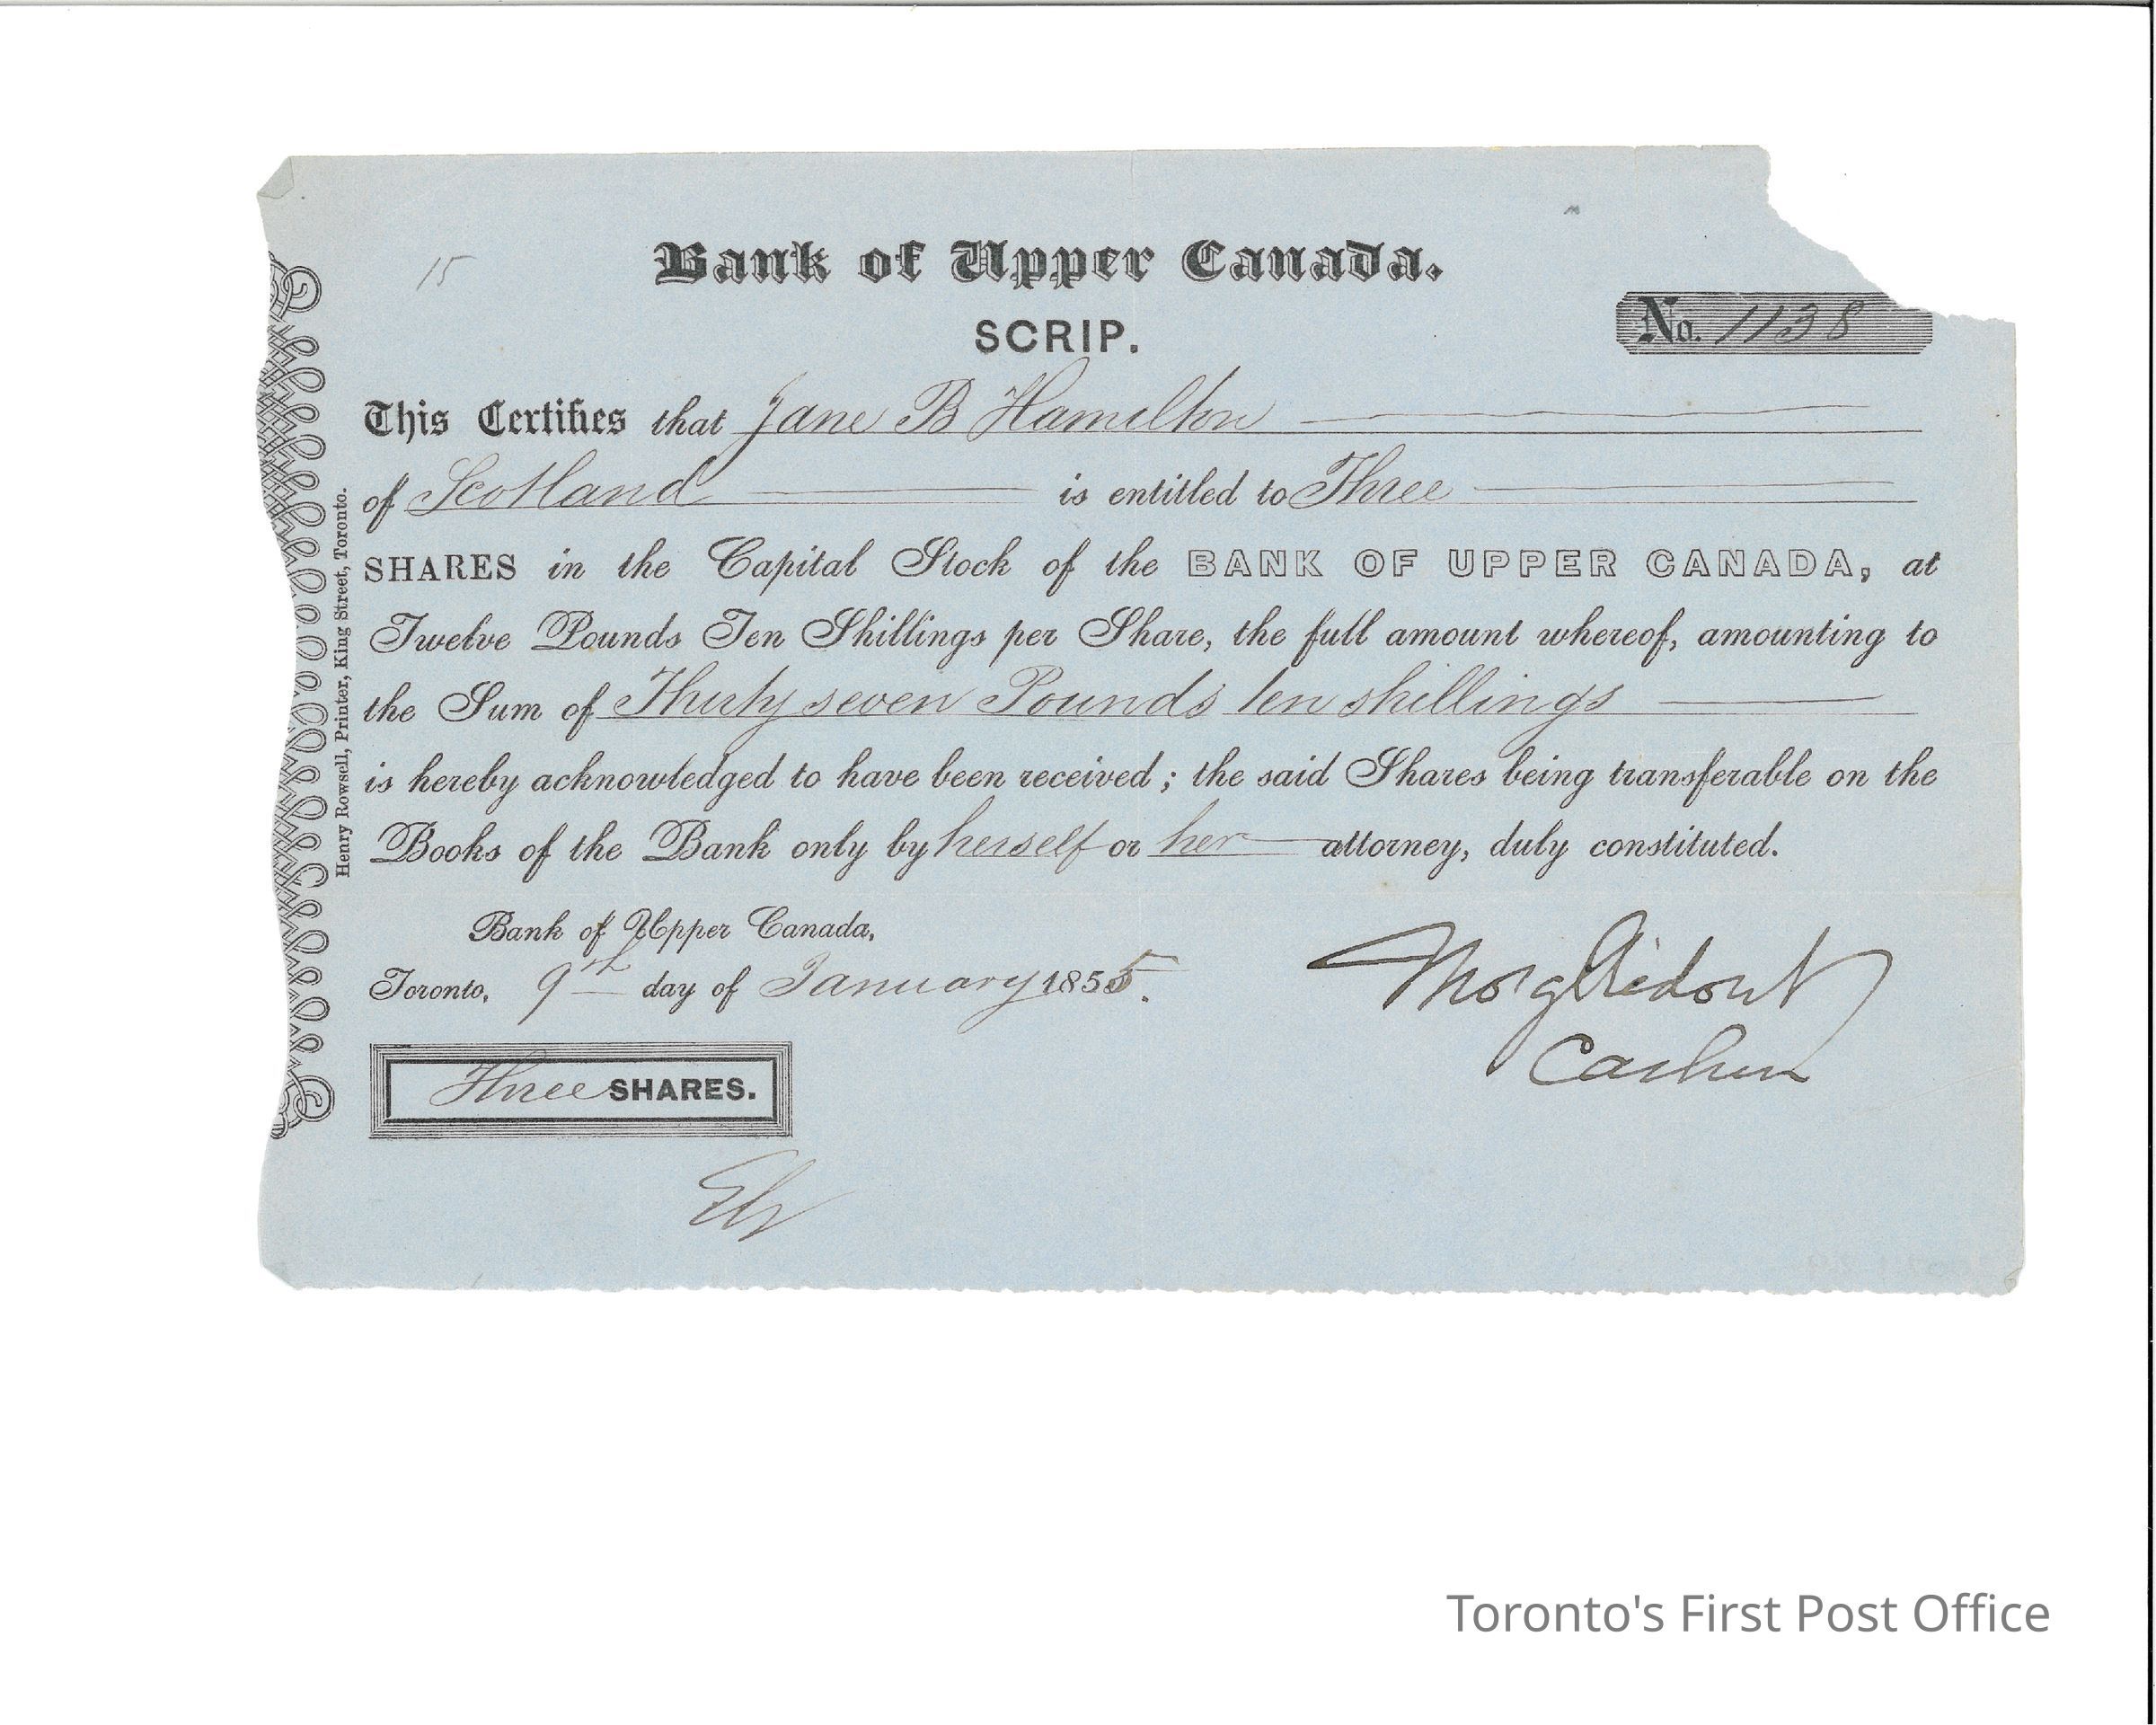 15
Bank of Upper Canada.
No. 1138
SCRIP.
This Certifies that Jane B Hamilton
of Scotland is entitled to Three
SHARES in the Capital Stock of the BANK OF UPPER CANADA, at
Twelve Pounds Ten Shillings per Share, the full amount whereof, amounting to
the Sum of Thirty seven Pounds ten shillings
is hereby acknowledged to have been received; the said Shares being transferable on the
Books of the Bank only by herself or her attorney, duly constituted.
Bank of Upper Canada,
Toronto, 9th day of January 1855.
Thos G Ridout
Cashier
Three SHARES.
Henry Rowsell, Printer, King Street, Toronto.
Toronto's First Post Office